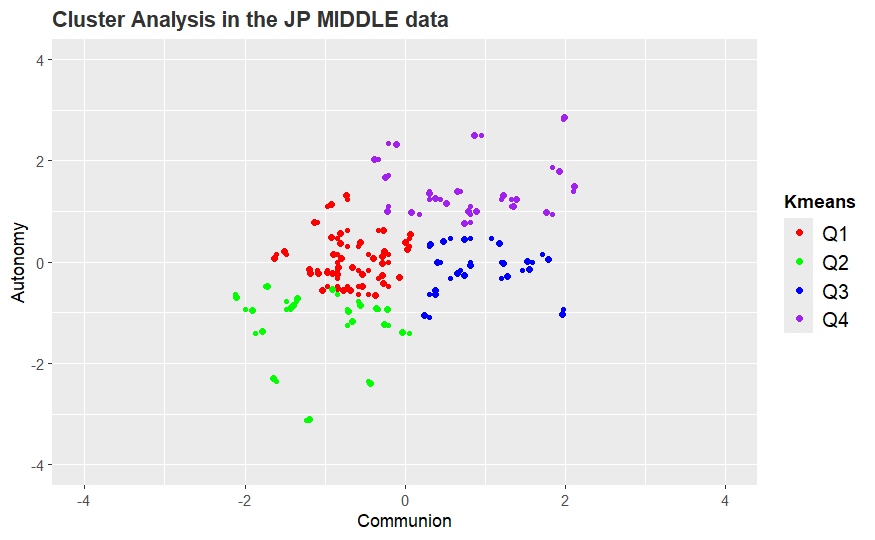 Cluster Analysis in the JP MIDDLE data
Autonomy
4
2
0
-2
-4
-4 -2 0 2 4
Communion
Kmeans
Q1
Q2
Q3
Q4